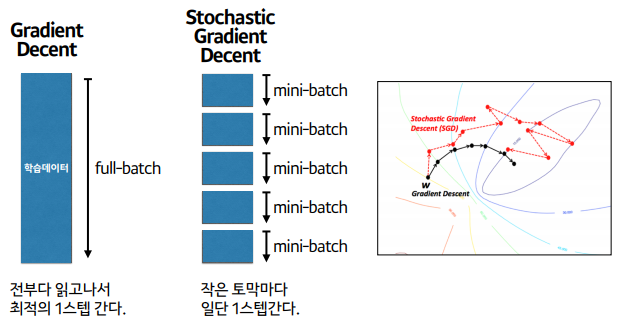 Gradient
Decent
학습데이터
full-batch
전부다 읽고나서
최적의 1스텝 간다.
Stochastic
Gradient
Decent
mini-batch
mini-batch
mini-batch
mini-batch
mini-batch
작은 토막마다
일단 1스텝간다.
Stochastic Gradient
Descent (SGD)
W
Gradient Descent